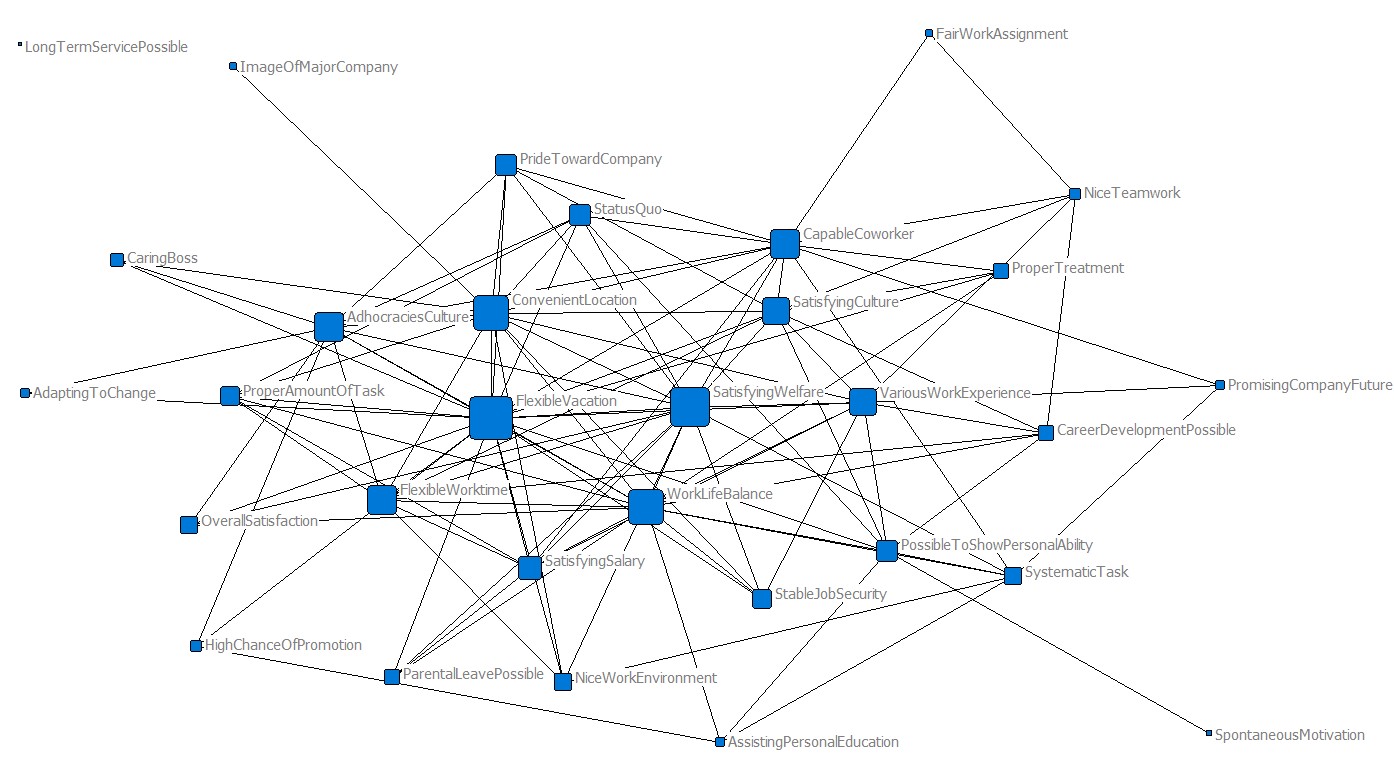 FairWorkAssignment
LongTermServicePossible
ImageOfMajorCompany
PrideTowardCompany
NiceTeamwork
StatusQuo
CapableCoworker
CaringBoss
ProperTreatment
ConvenientLocation
SatisfyingCulture
AdhocraciesCulture
PromisingCompanyFuture
AdaptingToChange
ProperAmountOfTask
SatisfyingWelfare
VariousWorkExperience
FlexibleVacation
CareerDevelopmentPossible
FlexibleWorktime
WorkLifeBalance
OverallSatisfaction
PossibleToShowPersonalAbility
SatisfyingSalary
SystematicTask
StableJobSecurity
HighChanceOfPromotion
ParentalLeavePossible
NiceWorkEnvironment
SpontaneousMotivation
AssistingPersonalEducation